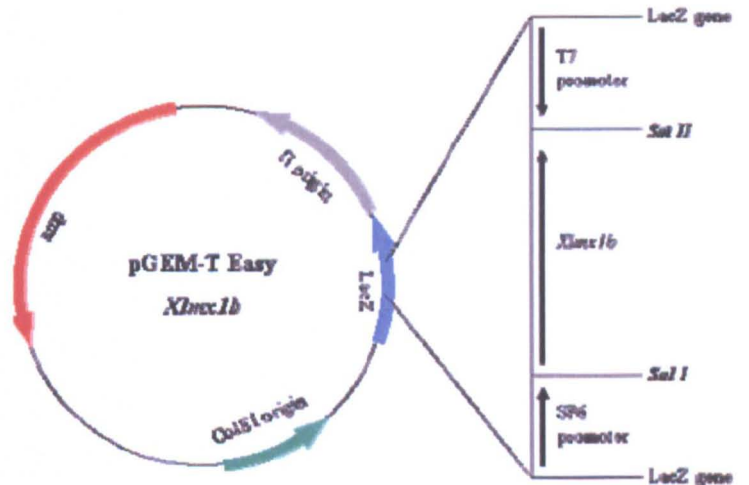 LacZ gene
T7
promoter
Sst II
Xlmx1b
Sal I
SP6
promoter
LacZ gene
f1 origin
amp
pGEM-T Easy
Xlmx1b
LacZ
ColE1 origin